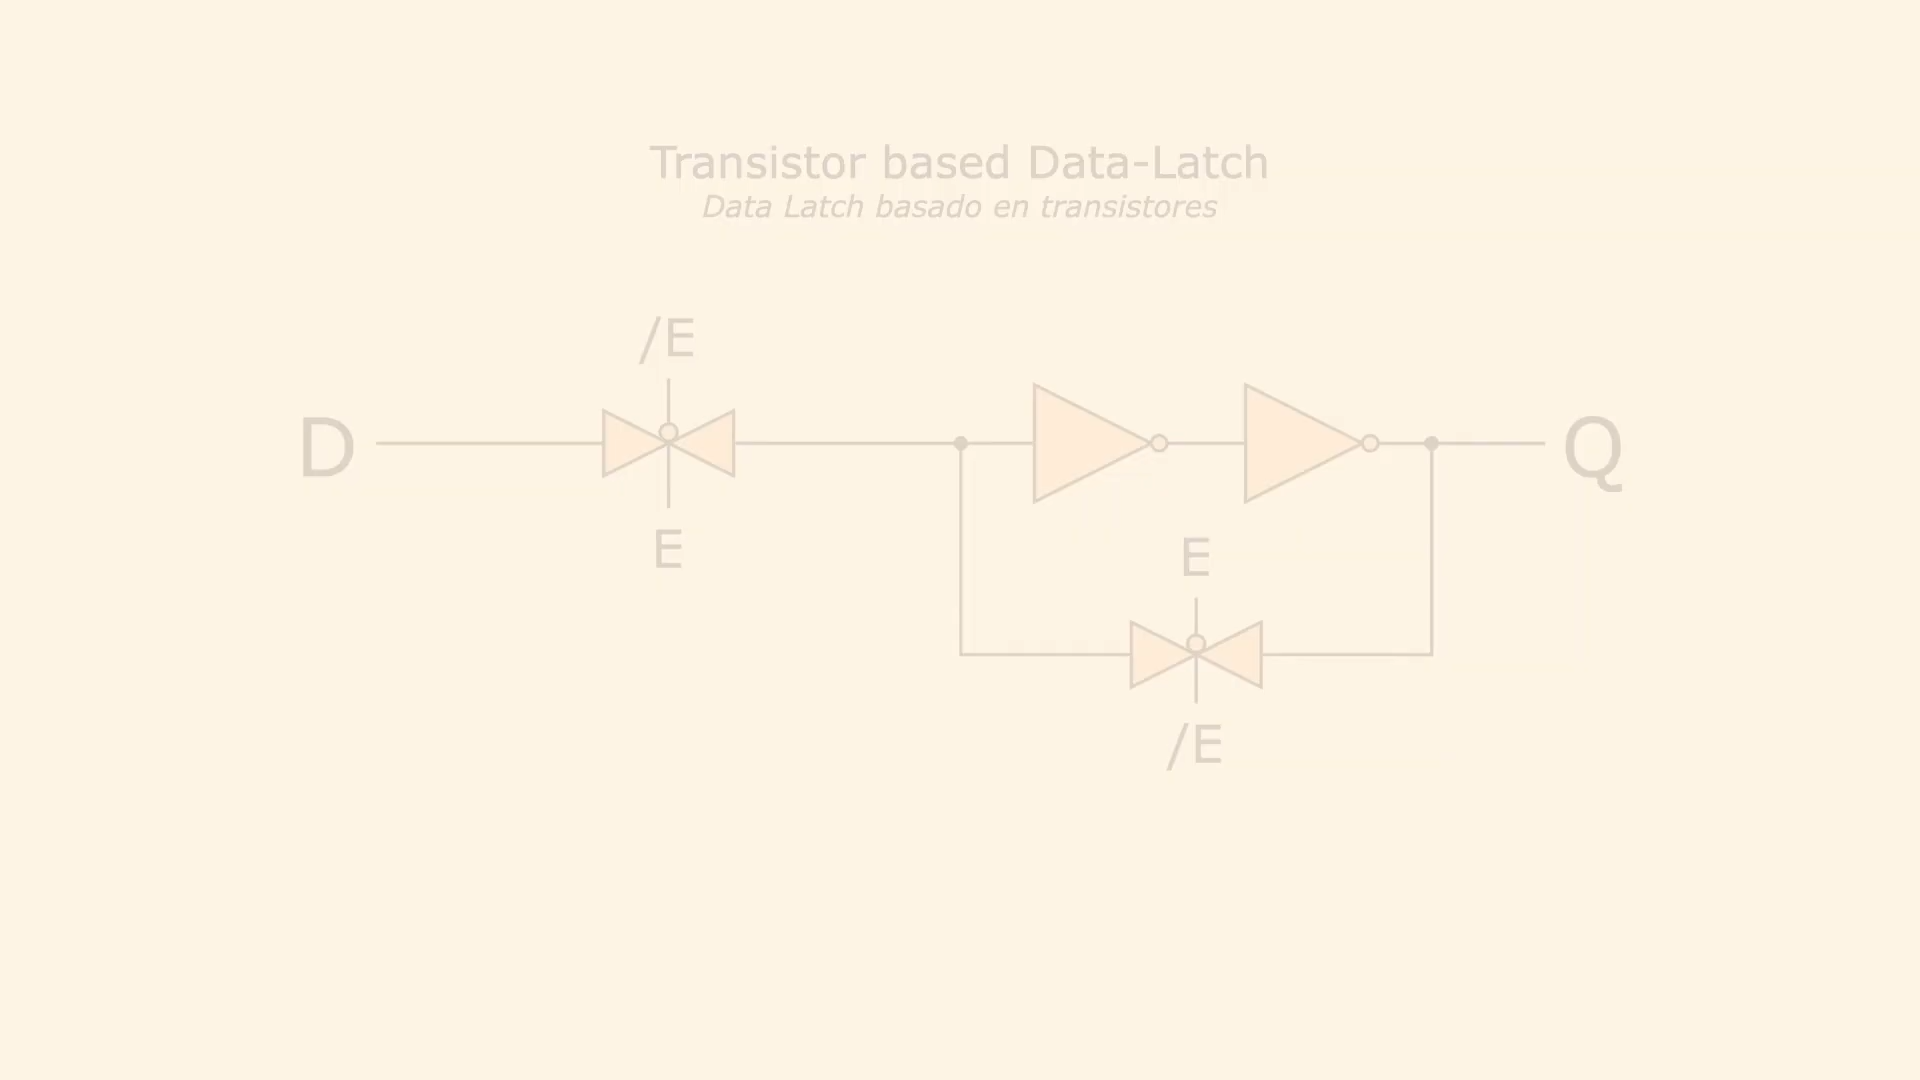 Transistor based Data-Latch
Data Latch basado en transistores
/E
D
Q
E
E
/E